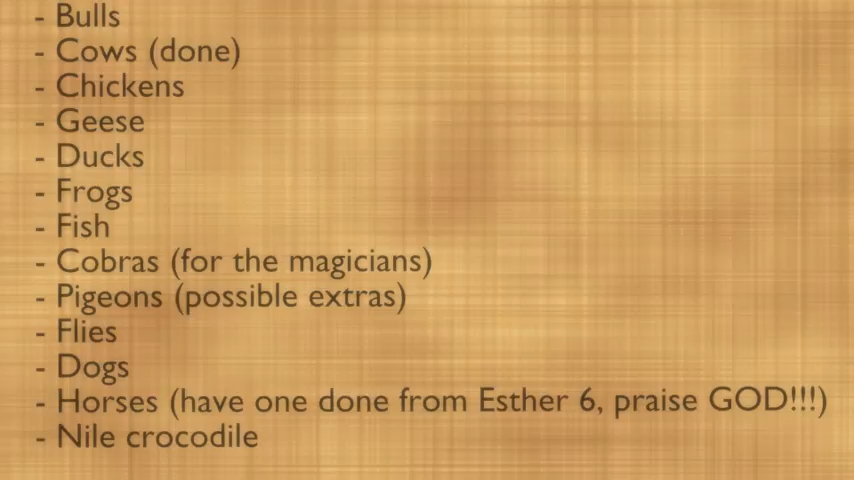 - Bulls
- Cows (done)
- Chickens
- Geese
- Ducks
- Frogs
- Fish
- Cobras (for the magicians)
- Pigeons (possible extras)
- Flies
- Dogs
- Horses (have one done from Esther 6, praise GOD!!!)
- Nile crocodile